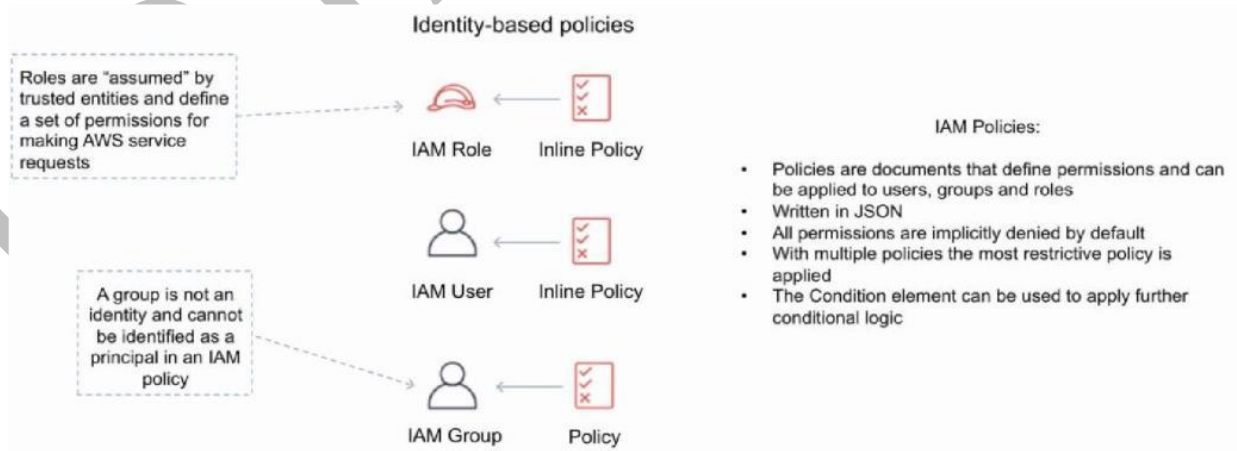 Identity-based policies
Roles are "assumed" by
trusted entities and define
a set of permissions for
making AWS service
requests
IAM Role
Inline Policy
IAM User
Inline Policy
A group is not an
identity and cannot
be identified as a
principal in an IAM
policy
IAM Group
Policy
IAM Policies:
• Policies are documents that define permissions and can
be applied to users, groups and roles
• Written in JSON
• All permissions are implicitly denied by default
• With multiple policies the most restrictive policy is
applied
• The Condition element can be used to apply further
conditional logic